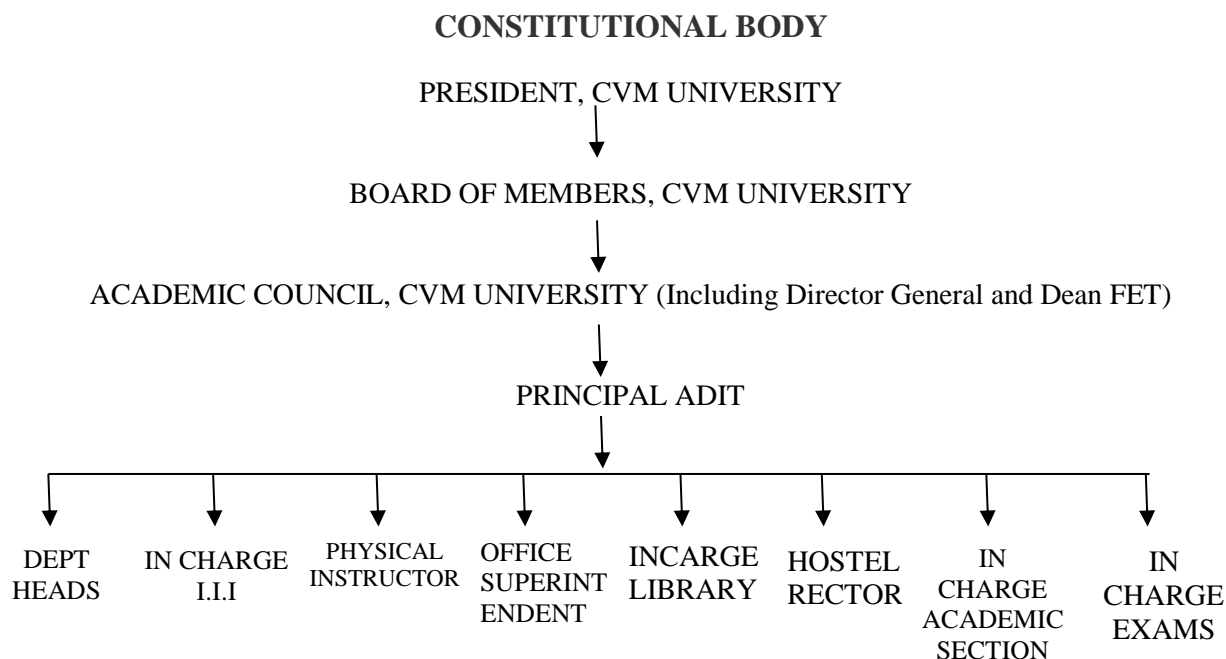 CONSTITUTIONAL BODY
PRESIDENT, CVM UNIVERSITY
BOARD OF MEMBERS, CVM UNIVERSITY
ACADEMIC COUNCIL, CVM UNIVERSITY (Including Director General and Dean FET)
PRINCIPAL ADIT
DEPT
HEADS
IN CHARGE
I.I.I
PHYSICAL
INSTRUCTOR
OFFICE
SUPERINT
ENDENT
INCARGE
LIBRARY
HOSTEL
RECTOR
IN
CHARGE
ACADEMIC
SECTION
IN
CHARGE
EXAMS